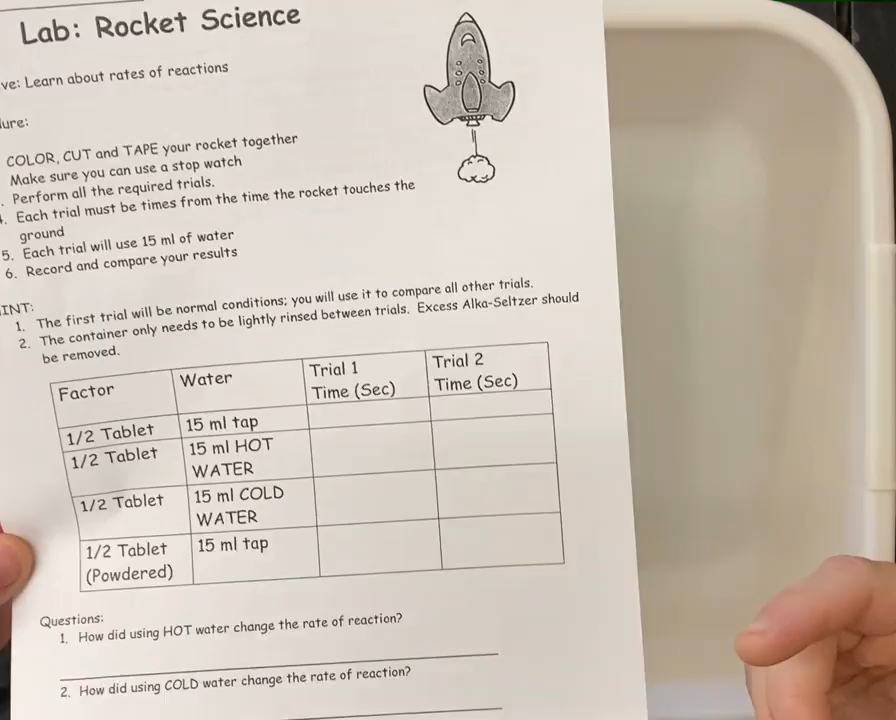 Lab: Rocket Science
ve: Learn about rates of reactions
ure:
COLOR, CUT and TAPE your rocket together
Make sure you can use a stop watch
. Perform all the required trials.
. Each trial must be times from the time the rocket touches the
ground
5. Each trial will use 15 ml of water
6. Record and compare your results
INT:
1. The first trial will be normal conditions; you will use it to compare all other trials.
2. The container only needs to be lightly rinsed between trials. Excess Alka-Seltzer should
be removed.
Factor Water Trial 1 Trial 2
Time (Sec) Time (Sec)
1/2 Tablet 15 ml tap
1/2 Tablet 15 ml HOT
WATER
1/2 Tablet 15 ml COLD
WATER
1/2 Tablet 15 ml tap
(Powdered)
Questions:
1. How did using HOT water change the rate of reaction?
2. How did using COLD water change the rate of reaction?